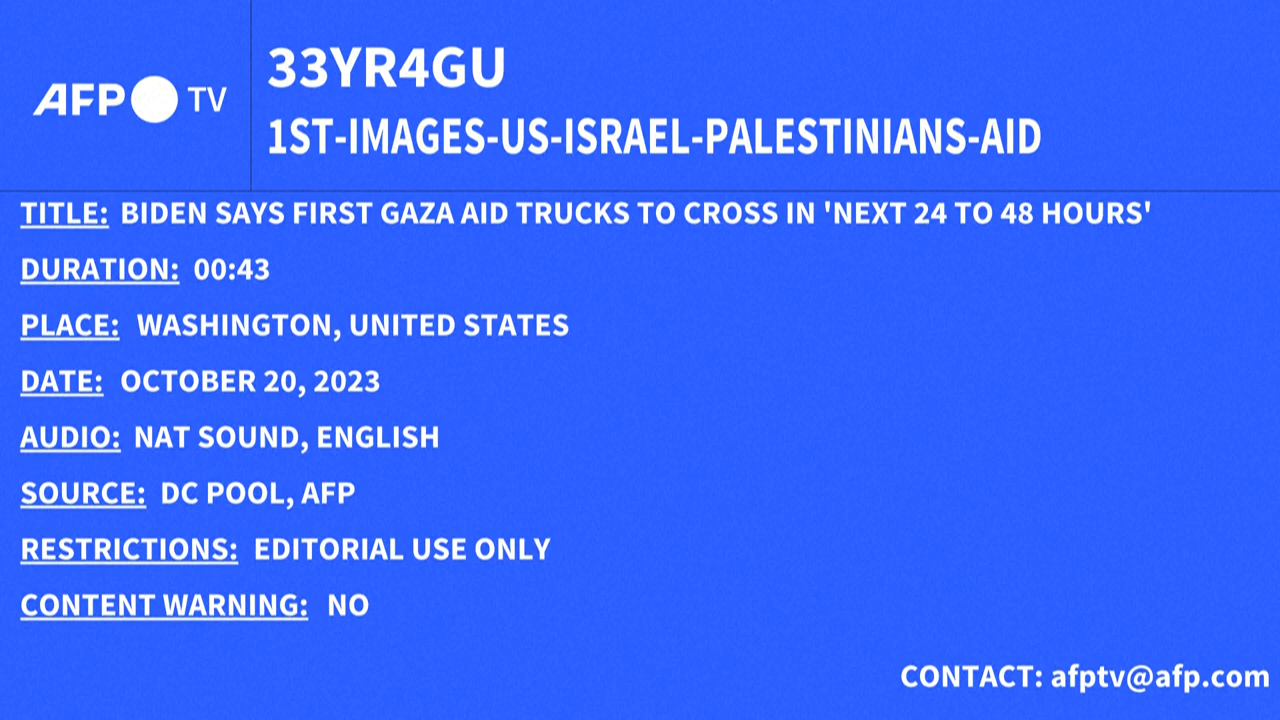 AFP TV
33YR4GU
1ST-IMAGES-US-ISRAEL-PALESTINIANS-AID
TITLE: BIDEN SAYS FIRST GAZA AID TRUCKS TO CROSS IN 'NEXT 24 TO 48 HOURS'
DURATION: 00:43
PLACE: WASHINGTON, UNITED STATES
DATE: OCTOBER 20, 2023
AUDIO: NAT SOUND, ENGLISH
SOURCE: DC POOL, AFP
RESTRICTIONS: EDITORIAL USE ONLY
CONTENT WARNING: NO
CONTACT: afptv@afp.com